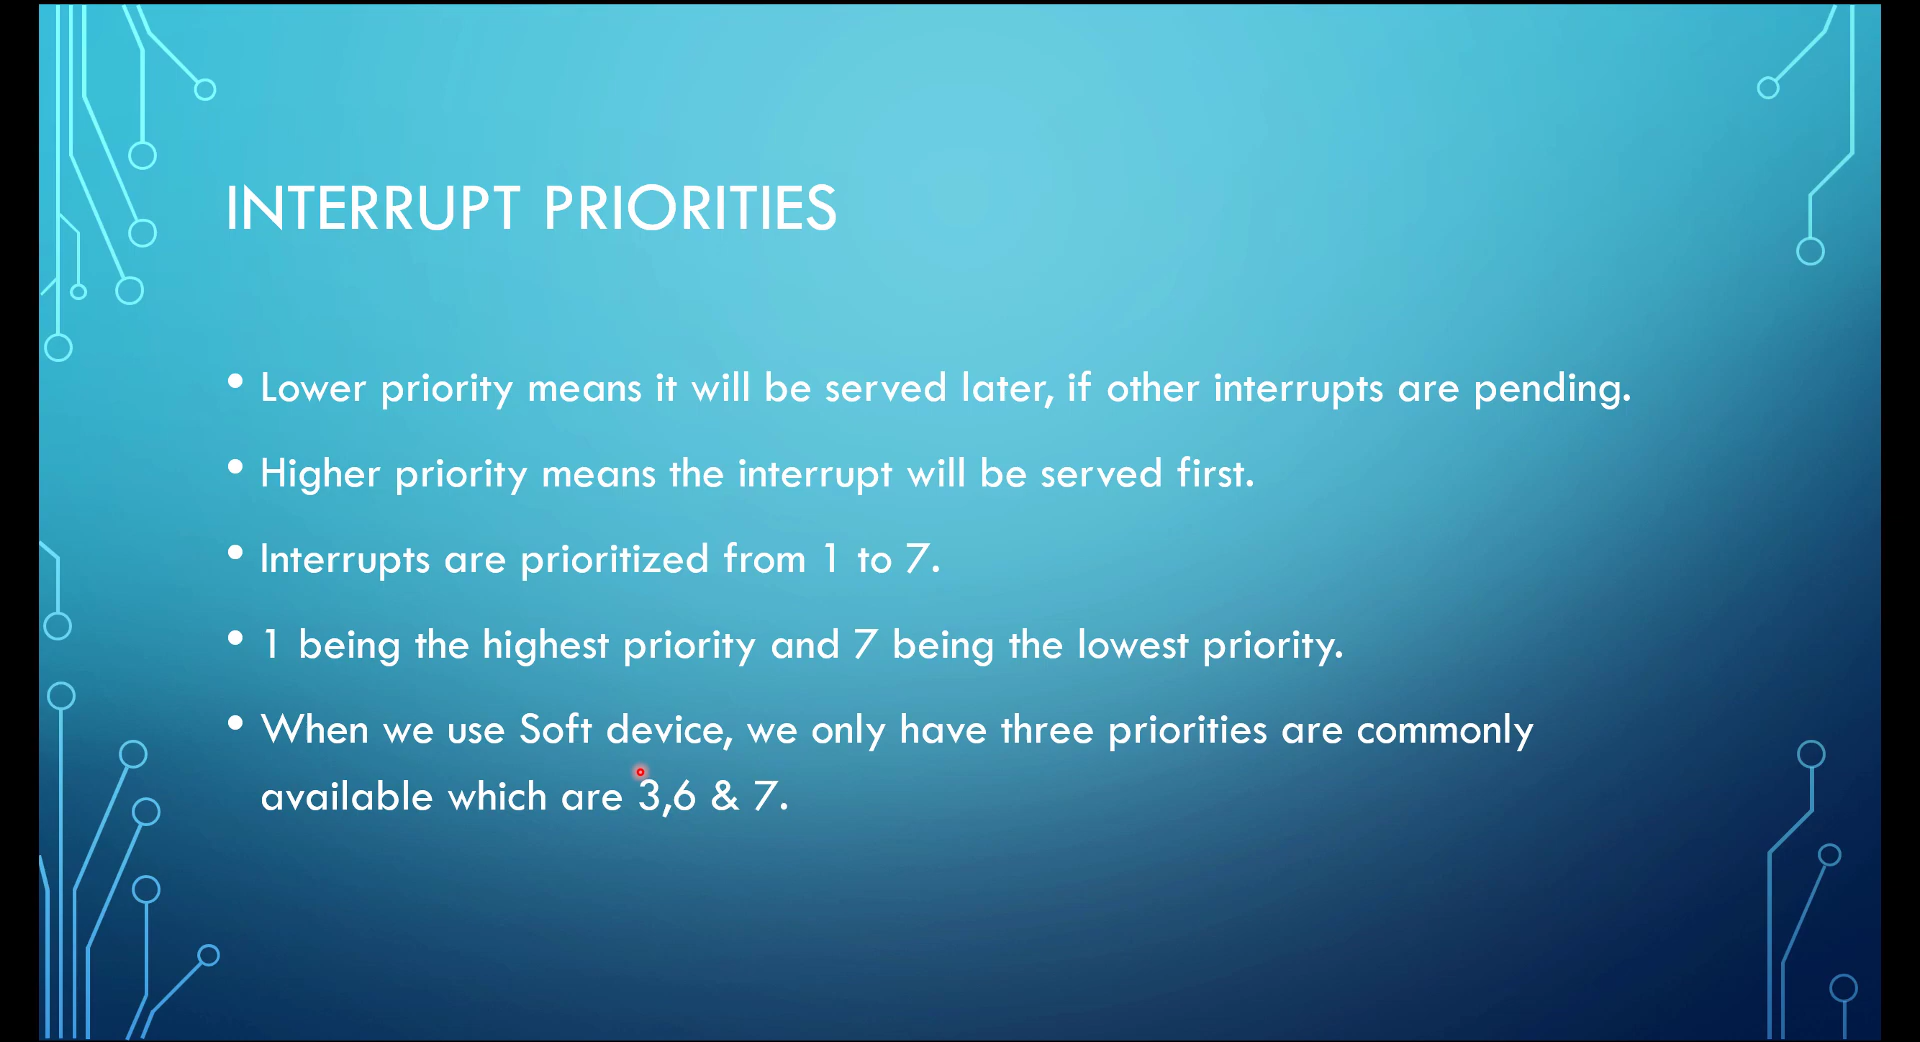 INTERRUPT PRIORITIES
• Lower priority means it will be served later, if other interrupts are pending.
• Higher priority means the interrupt will be served first.
• Interrupts are prioritized from 1 to 7.
• 1 being the highest priority and 7 being the lowest priority.
• When we use Soft device, we only have three priorities are commonly
available which are 3,6 & 7.